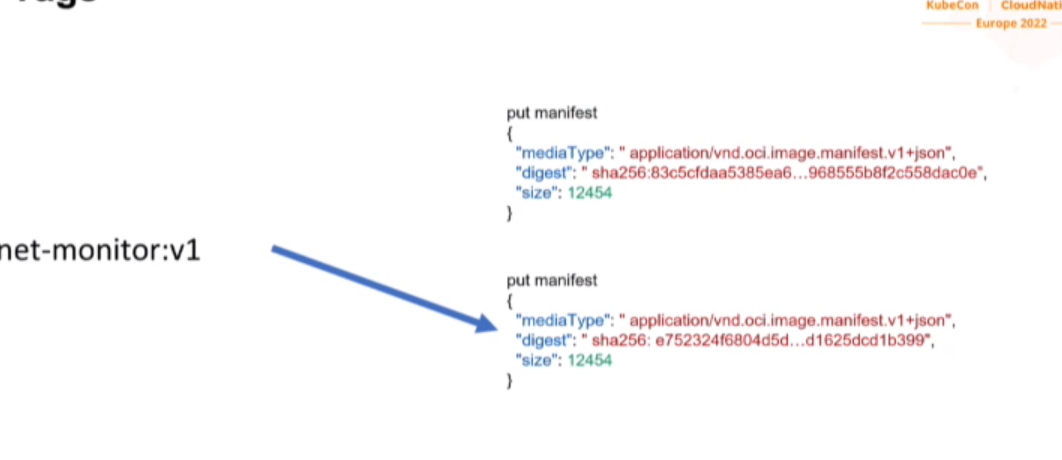 KubeCon CloudNati
Europe 2022
put manifest
{
"mediaType": " application/vnd.oci.image.manifest.v1+json",
"digest": " sha256:83c5cfdaa5385ea6...968555b8f2c558dac0e",
"size": 12454
}
net-monitor:v1
put manifest
{
"mediaType": " application/vnd.oci.image.manifest.v1+json",
"digest": " sha256: e752324f6804d5d...d1625dcd1b399",
"size": 12454
}